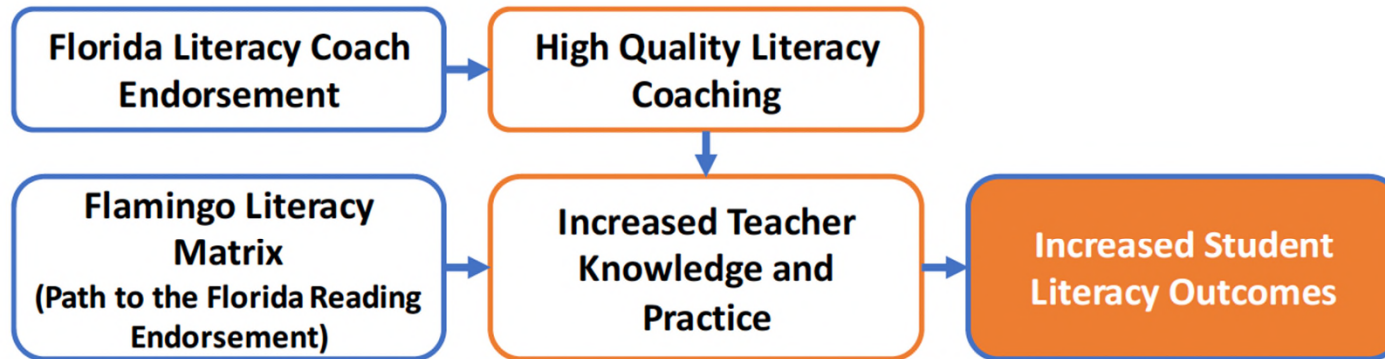 Florida Literacy Coach
Endorsement
High Quality Literacy
Coaching
Flamingo Literacy
Matrix
(Path to the Florida Reading
Endorsement)
Increased Teacher
Knowledge and
Practice
Increased Student
Literacy Outcomes